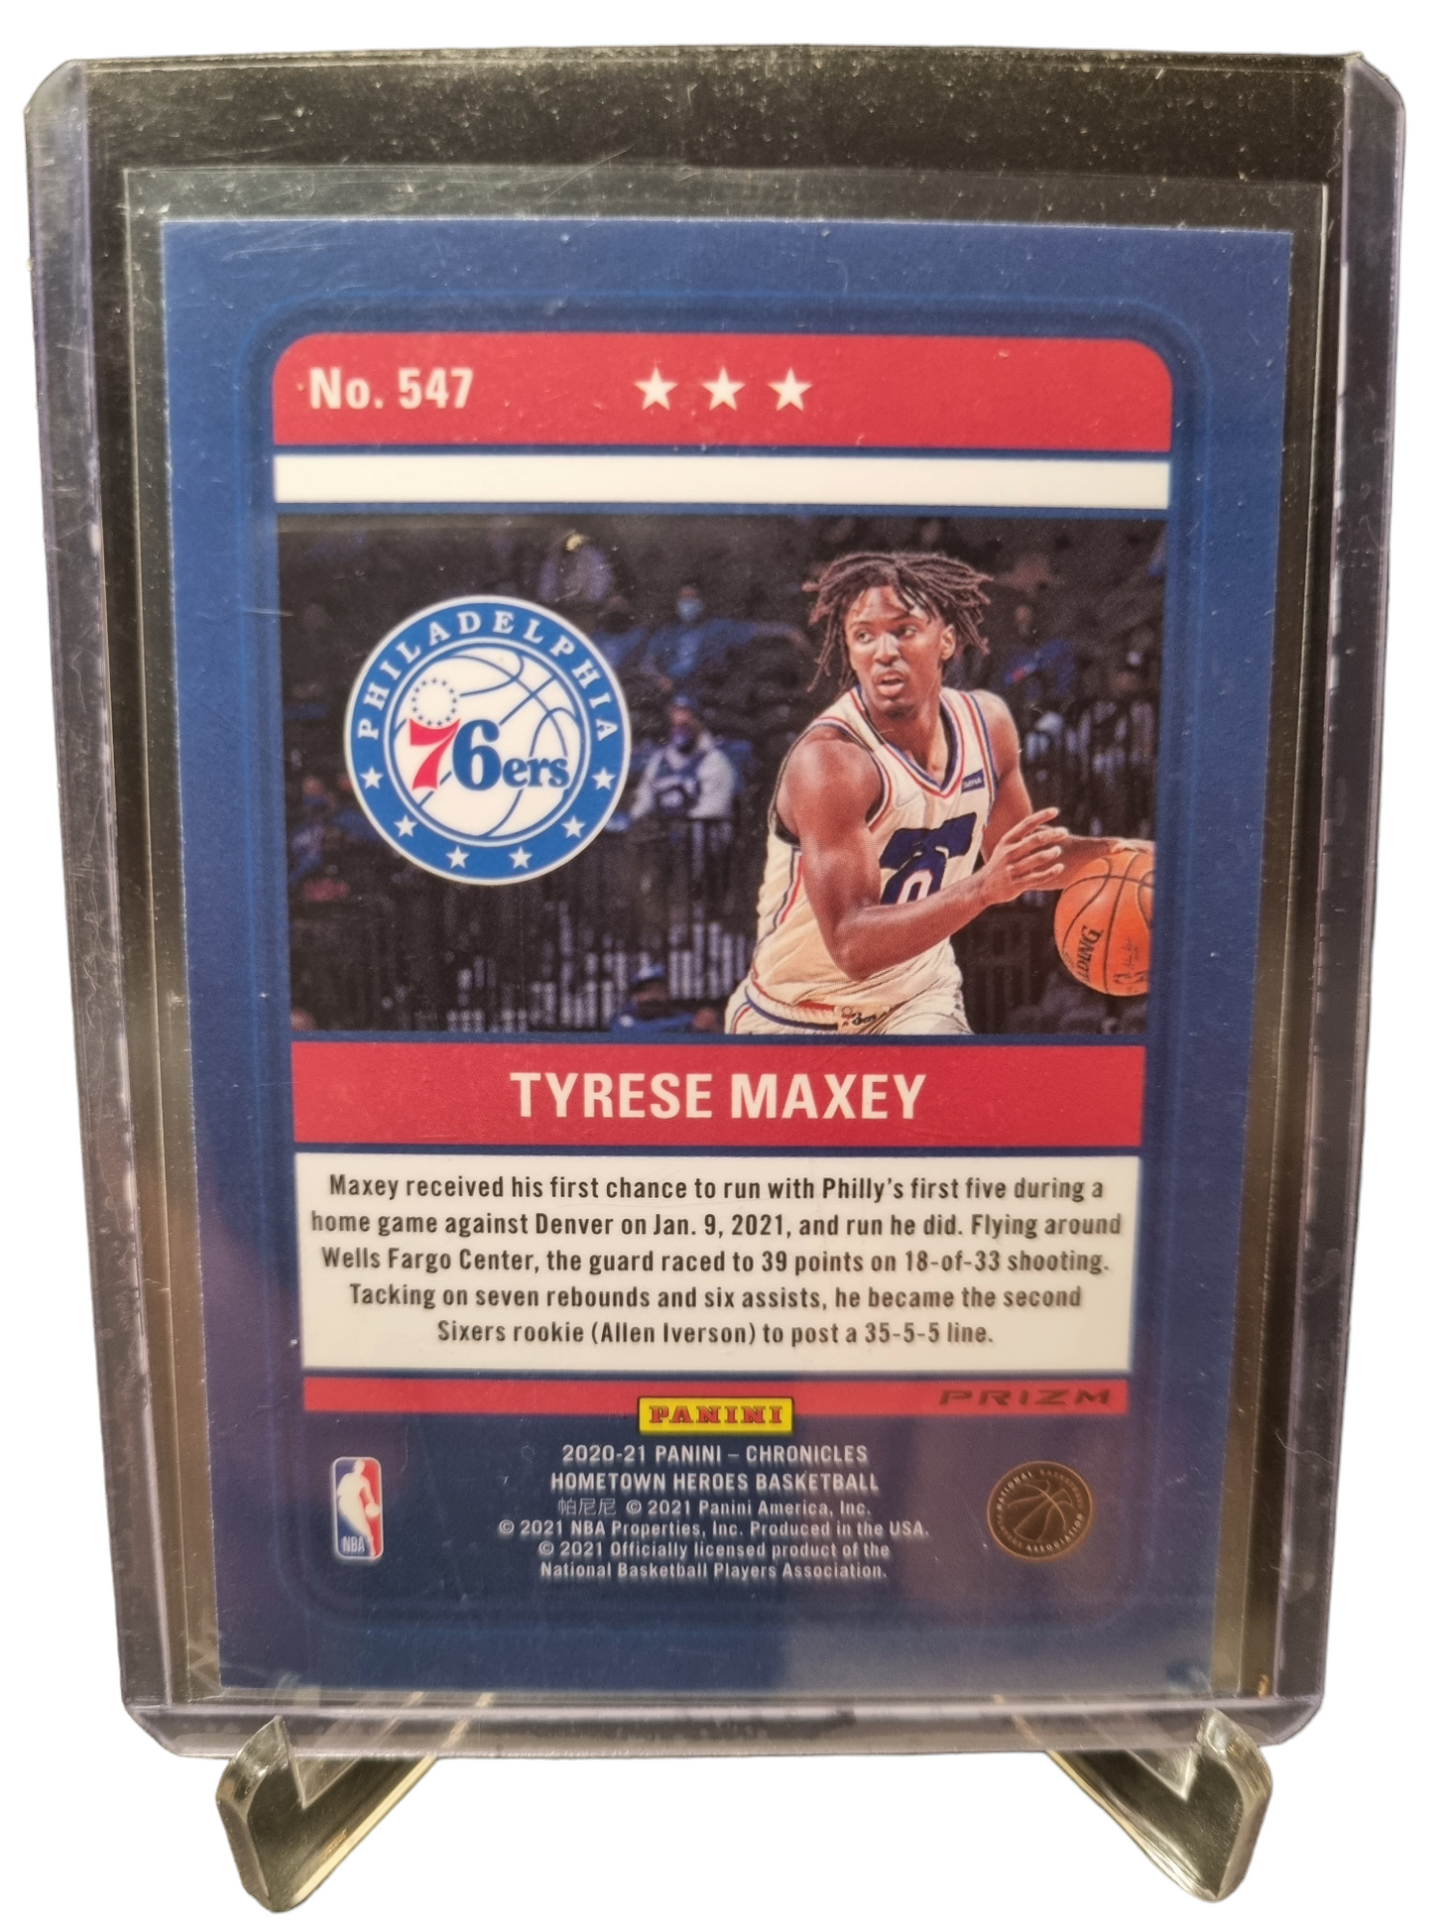 No. 547
PHILADELPHIA
76ers
SPALDING
TYRESE MAXEY
Maxey received his first chance to run with Philly's first five during a
home game against Denver on Jan. 9, 2021, and run he did. Flying around
Wells Fargo Center, the guard raced to 39 points on 18-of-33 shooting.
Tacking on seven rebounds and six assists, he became the second
Sixers rookie (Allen Iverson) to post a 35-5-5 line.
PRIZM
PANINI
2020-21 PANINI – CHRONICLES
HOMETOWN HEROES BASKETBALL
帕尼尼 © 2021 Panini America, Inc.
© 2021 NBA Properties, Inc. Produced in the USA.
© 2021 Officially licensed product of the
National Basketball Players Association.
NBA
NATIONAL BASKETBALL
PLAYERS ASSOCIATION